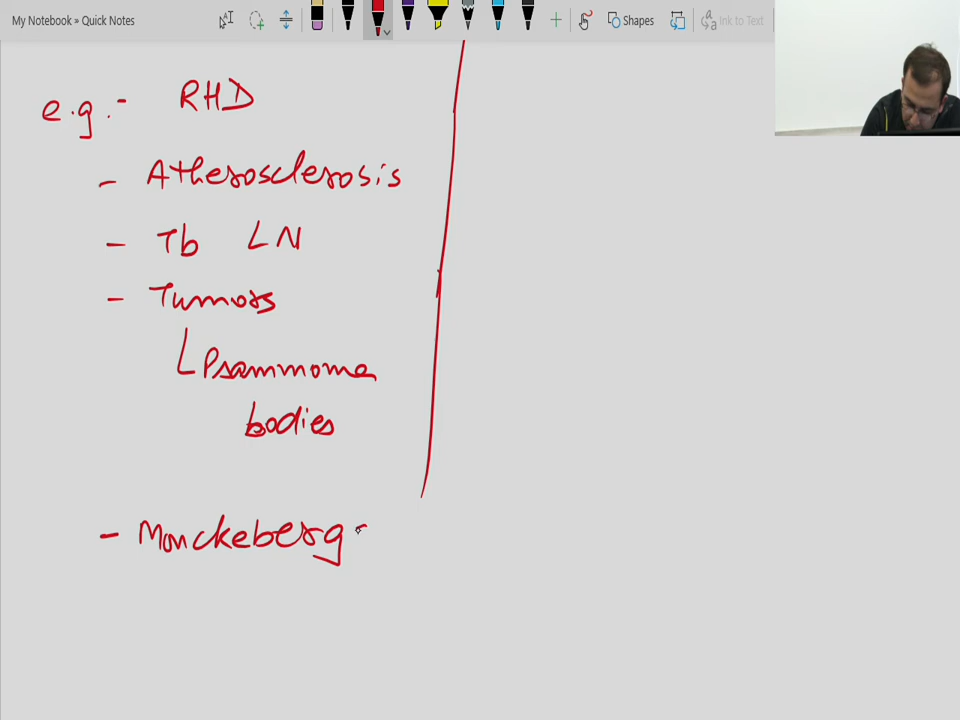 My Notebook » Quick Notes
Shapes
Ink to Text
e.g:- RHD
- Atherosclerosis
- Tb LN
- Tumors
Psammoma
bodies
- Monckeberg